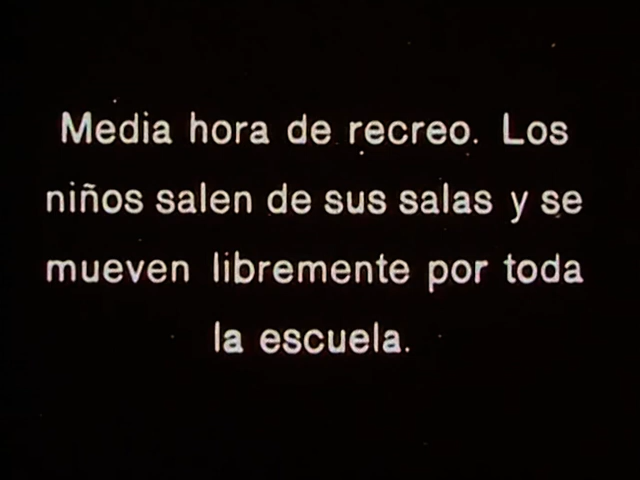 Media hora de recreo. Los
niños salen de sus salas y se
mueven libremente por toda
la escuela.